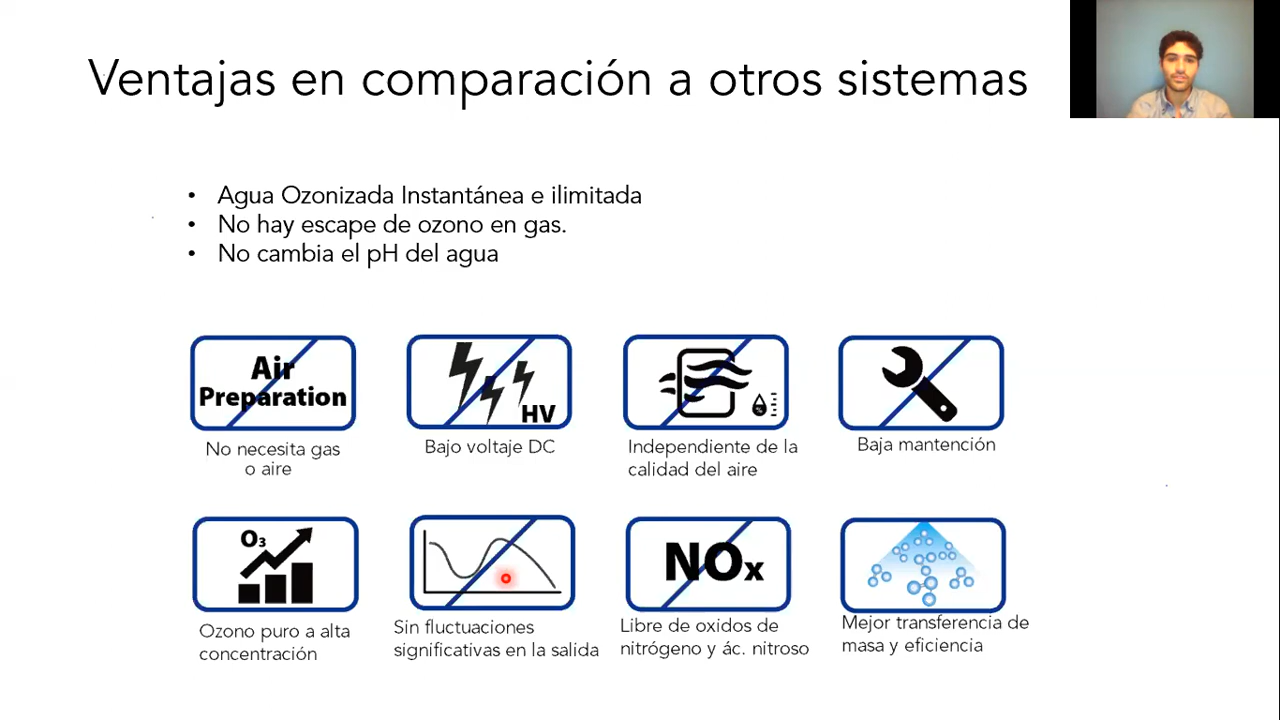 Ventajas en comparación a otros sistemas
• Agua Ozonizada Instantánea e ilimitada
• No hay escape de ozono en gas.
• No cambia el pH del agua
Air
Preparation
No necesita gas
o aire
HV
Bajo voltaje DC
%
Independiente de la
calidad del aire
Baja mantención
O₃
Ozono puro a alta
concentración
Sin fluctuaciones
significativas en la salida
NOx
Libre de oxidos de
nitrógeno y ác. nitroso
Mejor transferencia de
masa y eficiencia